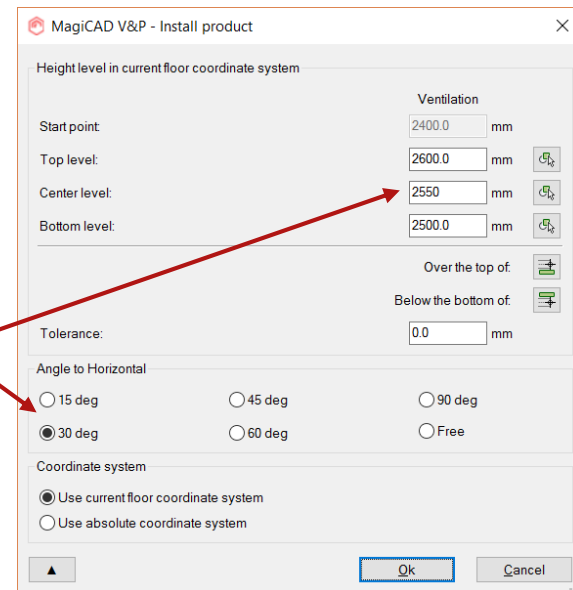 MagiCAD V&P - Install product
Height level in current floor coordinate system
Ventilation
Start point: 2400.0 mm
Top level: 2600.0 mm
Center level: 2550 mm
Bottom level: 2500.0 mm
Over the top of:
Below the bottom of:
Tolerance: 0.0 mm
Angle to Horizontal
15 deg 45 deg 90 deg
30 deg 60 deg Free
Coordinate system
Use current floor coordinate system
Use absolute coordinate system
Ok Cancel